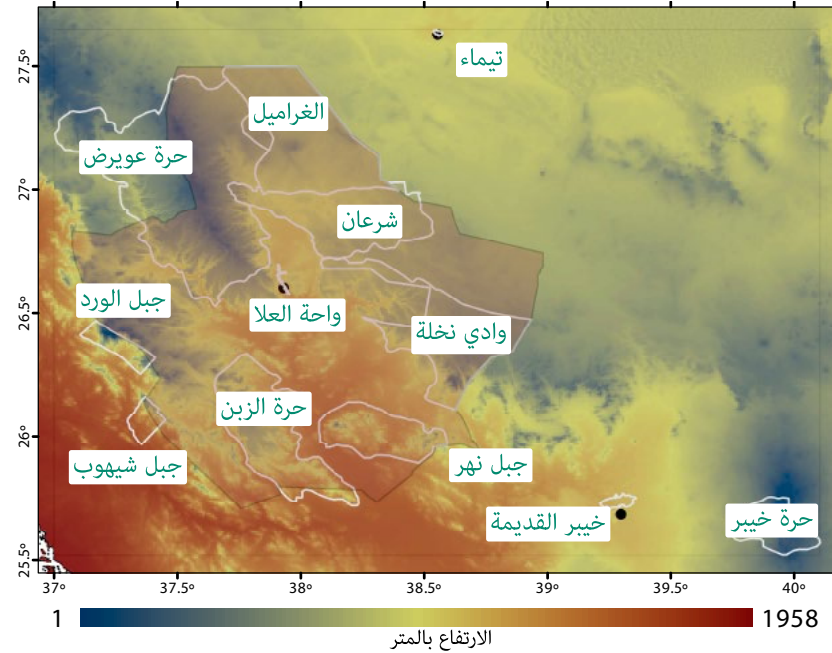 تيماء
27.5°
الغراميل
حرة عويرض
27°
شرعان
جبل الورد
واحة العلا
26.5°
وادي نخلة
حرة الزبن
26°
جبل شيهوب
جبل نهر
خيبر القديمة
حرة خيبر
25.5°
37° 37.5° 38° 38.5° 39° 39.5° 40°
1 1958
الارتفاع بالمتر